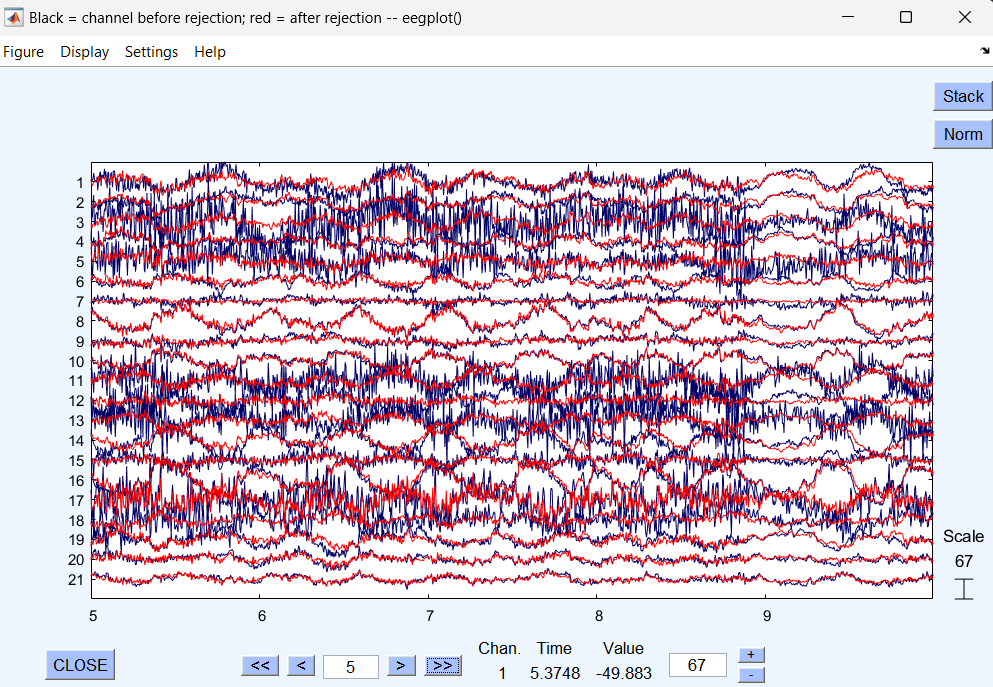 Black = channel before rejection; red = after rejection -- eegplot()
Figure Display Settings Help
Stack
Norm
1
2
3
4
5
6
7
8
9
10
11
12
13
14
15
16
17
18
19
20
21
Scale
67
5 6 7 8 9
Chan. Time Value
CLOSE << < 5 > >> 1 5.3748 -49.883 67 + -